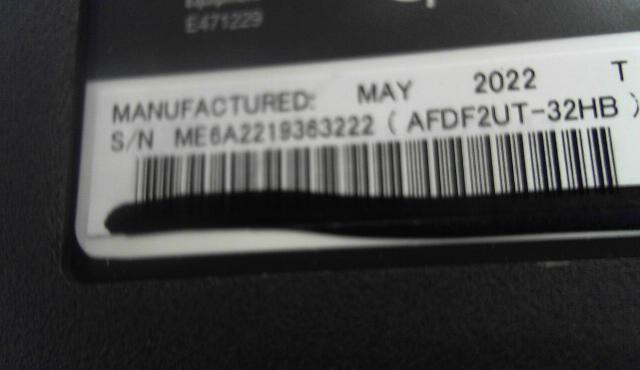 E471229
MANUFACTURED: MAY 2022 T
S/N ME6A2219363222 ( AFDF2UT-32HB )